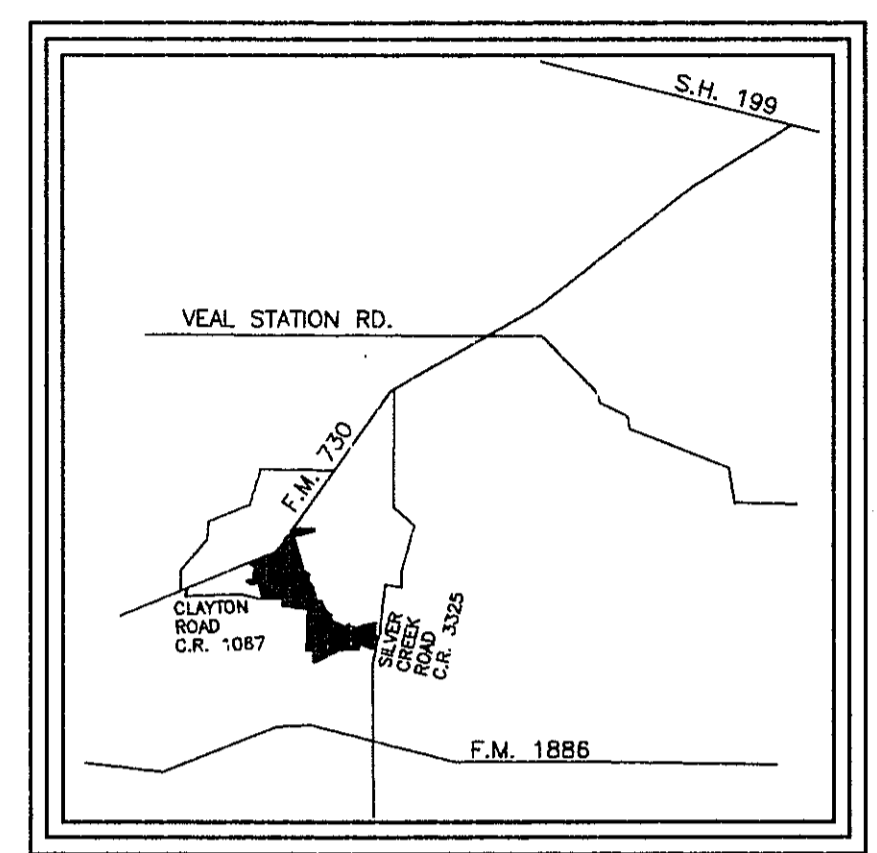 S.H. 199
VEAL STATION RD.
F.M. 730
CLAYTON
ROAD
C.R. 1087
SILVER
CREEK
ROAD
C.R. 3325
F.M. 1886